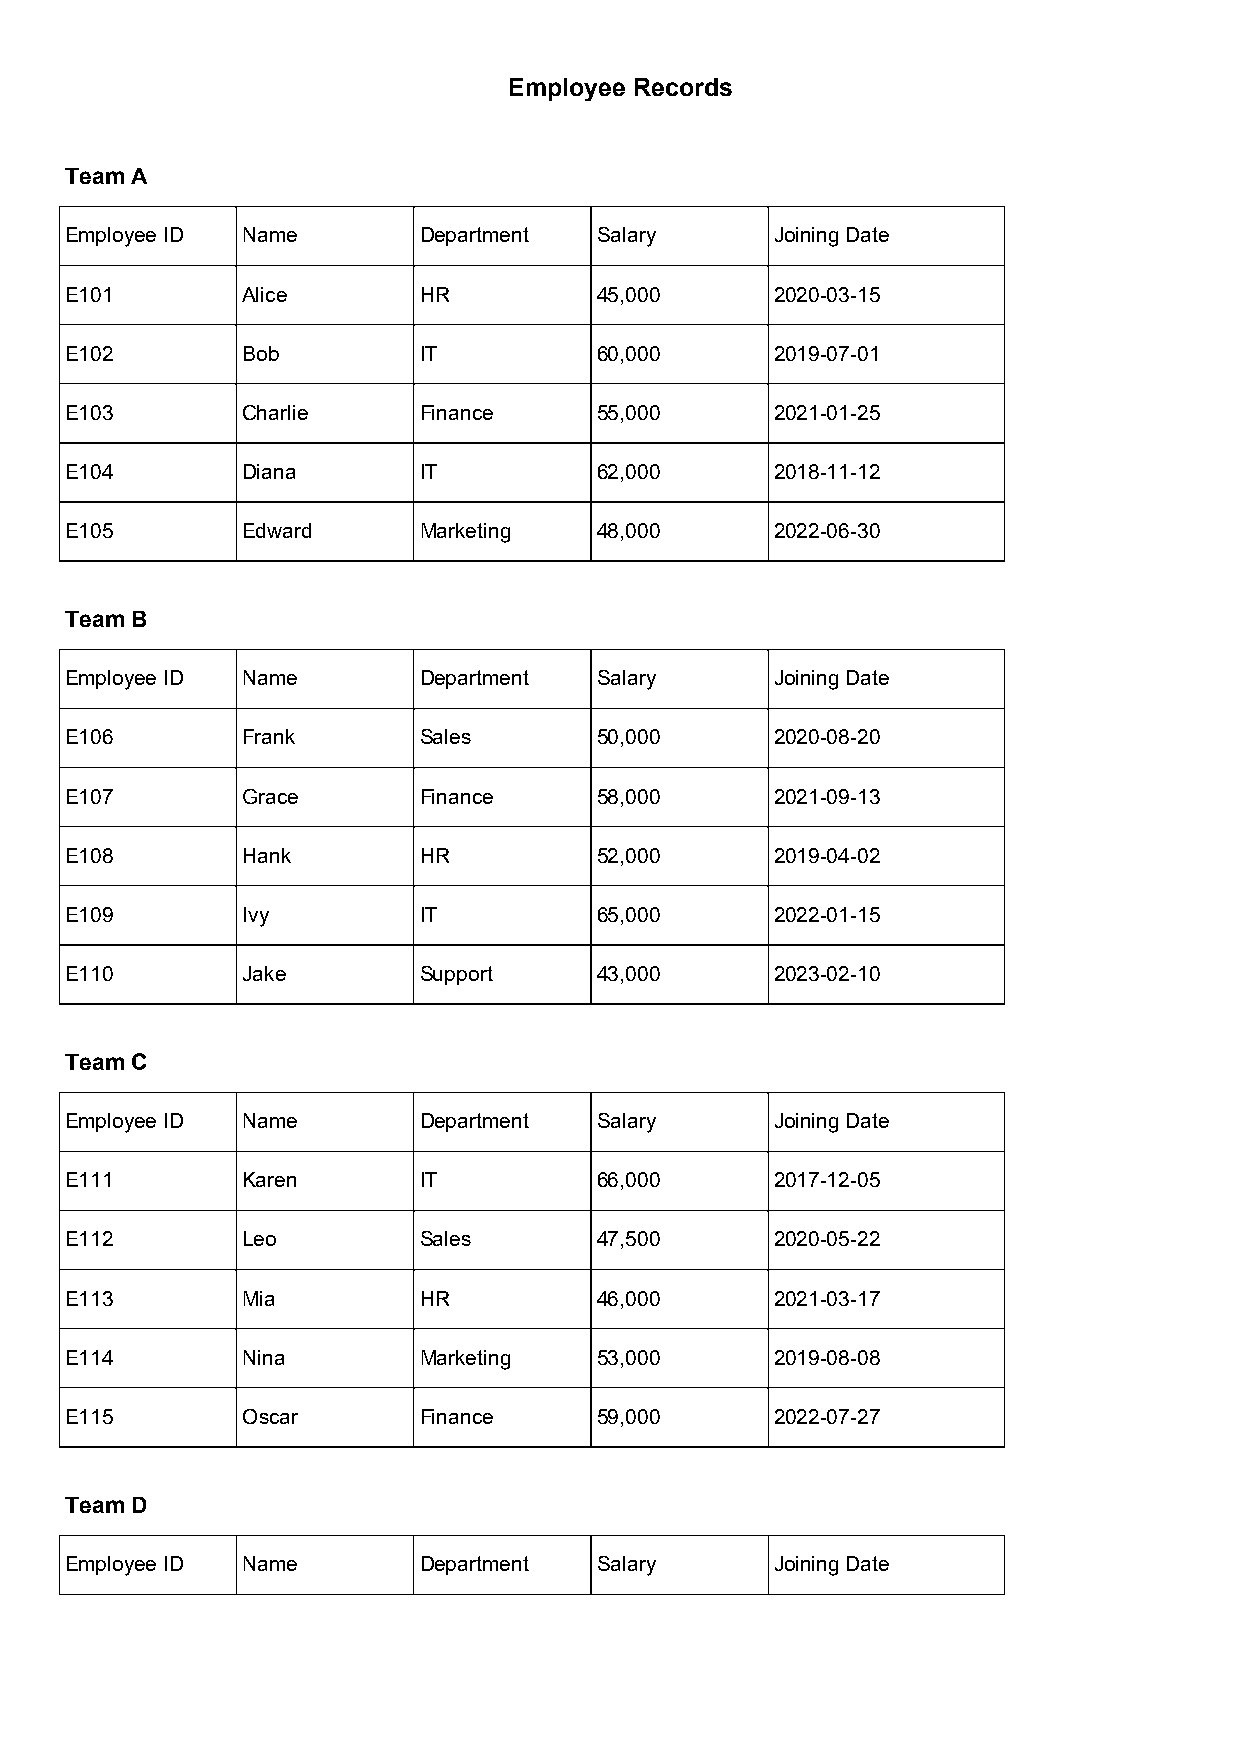 Employee Records
Team A
Employee ID Name Department Salary Joining Date
E101 Alice HR 45,000 2020-03-15
E102 Bob IT 60,000 2019-07-01
E103 Charlie Finance 55,000 2021-01-25
E104 Diana IT 62,000 2018-11-12
E105 Edward Marketing 48,000 2022-06-30
Team B
Employee ID Name Department Salary Joining Date
E106 Frank Sales 50,000 2020-08-20
E107 Grace Finance 58,000 2021-09-13
E108 Hank HR 52,000 2019-04-02
E109 Ivy IT 65,000 2022-01-15
E110 Jake Support 43,000 2023-02-10
Team C
Employee ID Name Department Salary Joining Date
E111 Karen IT 66,000 2017-12-05
E112 Leo Sales 47,500 2020-05-22
E113 Mia HR 46,000 2021-03-17
E114 Nina Marketing 53,000 2019-08-08
E115 Oscar Finance 59,000 2022-07-27
Team D
Employee ID Name Department Salary Joining Date